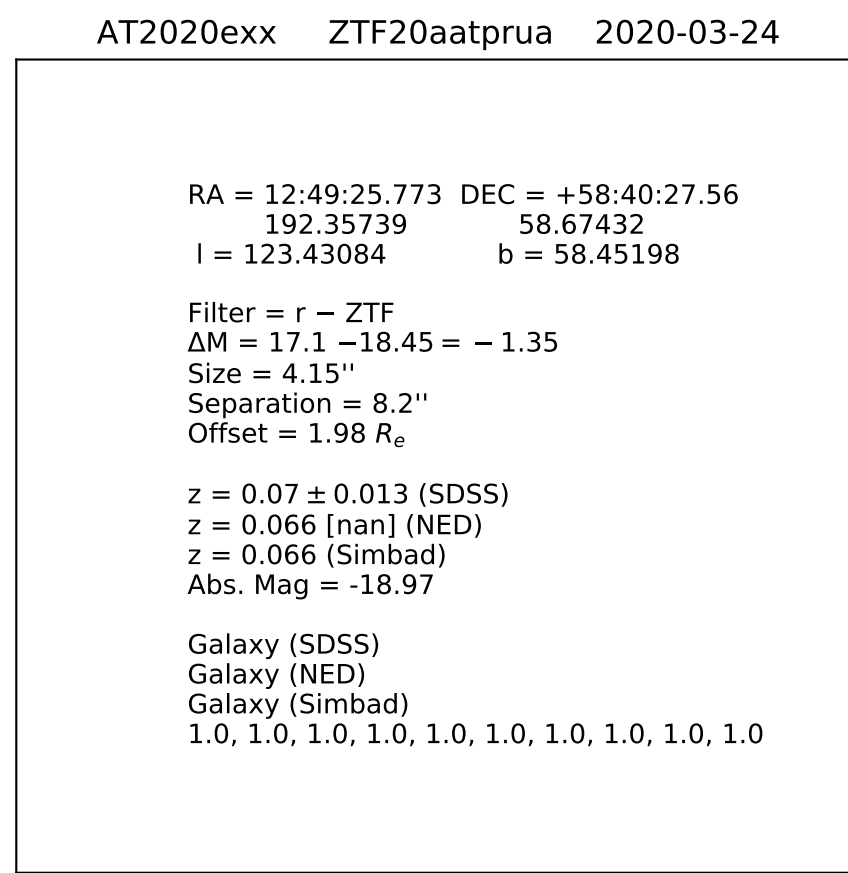 AT2020exx ZTF20aatprua 2020-03-24
RA = 12:49:25.773 DEC = +58:40:27.56
192.35739 58.67432
l = 123.43084 b = 58.45198
Filter = r − ZTF
ΔM = 17.1 −18.45 = − 1.35
Size = 4.15''
Separation = 8.2''
Offset = 1.98 Rₑ
z = 0.07 ± 0.013 (SDSS)
z = 0.066 [nan] (NED)
z = 0.066 (Simbad)
Abs. Mag = -18.97
Galaxy (SDSS)
Galaxy (NED)
Galaxy (Simbad)
1.0, 1.0, 1.0, 1.0, 1.0, 1.0, 1.0, 1.0, 1.0, 1.0